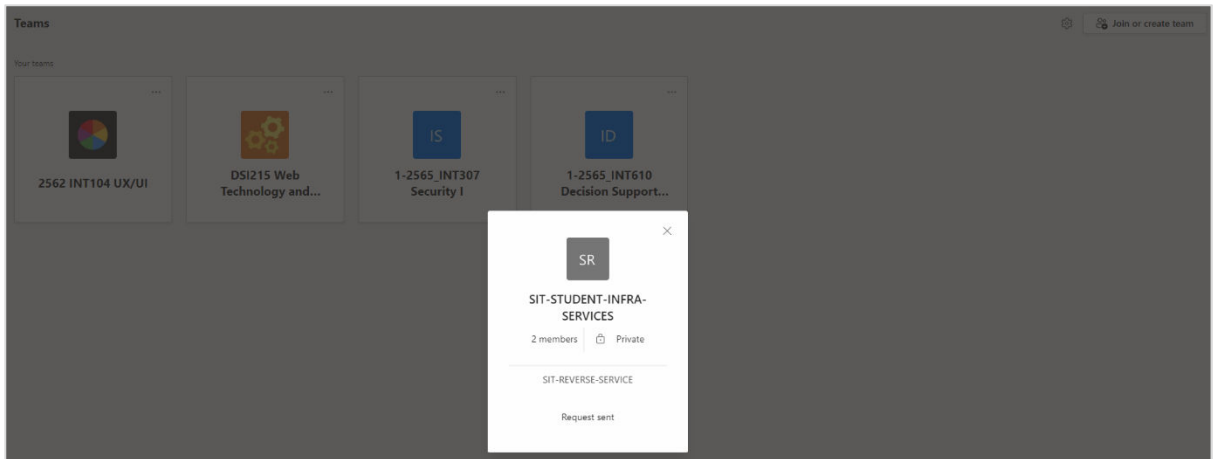 Teams
Join or create team
Your teams
2562 INT104 UX/UI
DSI215 Web
Technology and...
IS
1-2565_INT307
Security I
ID
1-2565_INT610
Decision Support...
SR
SIT-STUDENT-INFRA-
SERVICES
2 members
Private
SIT-REVERSE-SERVICE
Request sent